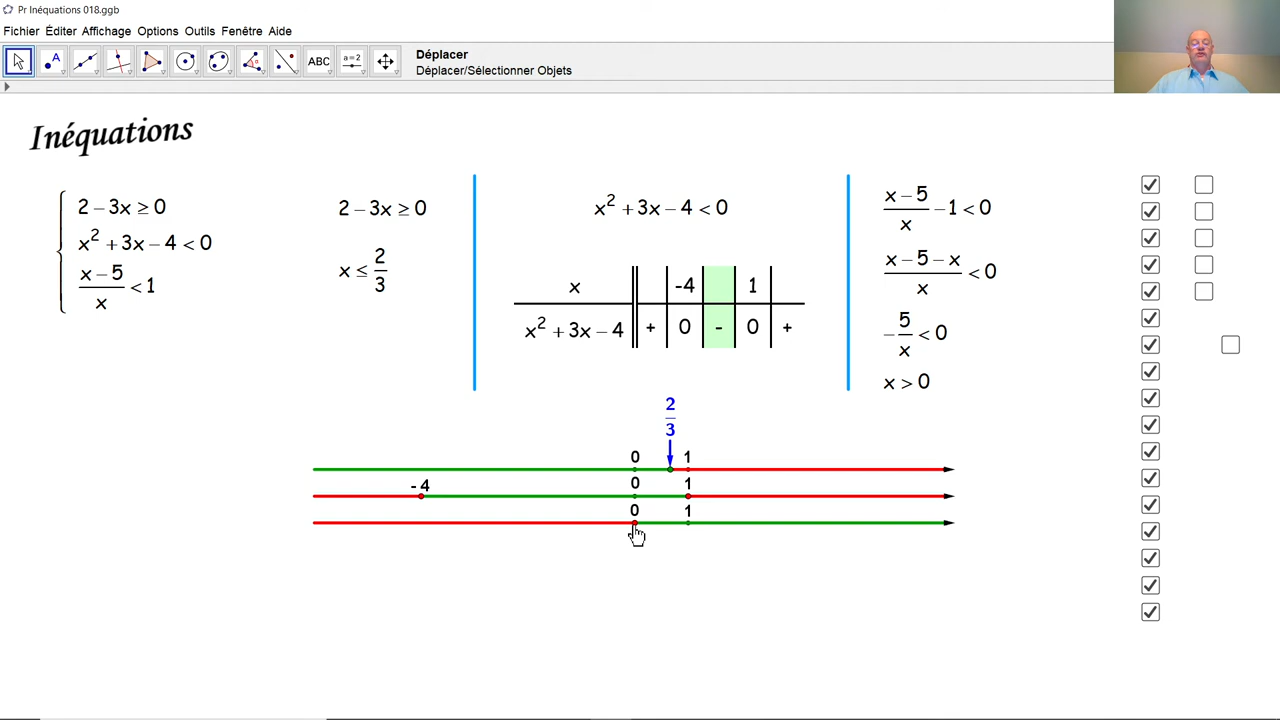 Pr Inéquations 018.ggb
Fichier Éditer Affichage Options Outils Fenêtre Aide
A
ABC
a=2
Déplacer
Déplacer/Sélectionner Objets
Inéquations
2 – 3x ≥ 0
x² + 3x – 4 < 0
(x – 5)/x < 1
2 – 3x ≥ 0
x ≤ 2/3
x² + 3x – 4 < 0
x -4 1
x² + 3x – 4 + 0 - 0 +
(x – 5)/x – 1 < 0
(x – 5 – x)/x < 0
– 5/x < 0
x > 0
2/3
0 1
- 4 0 1
0 1